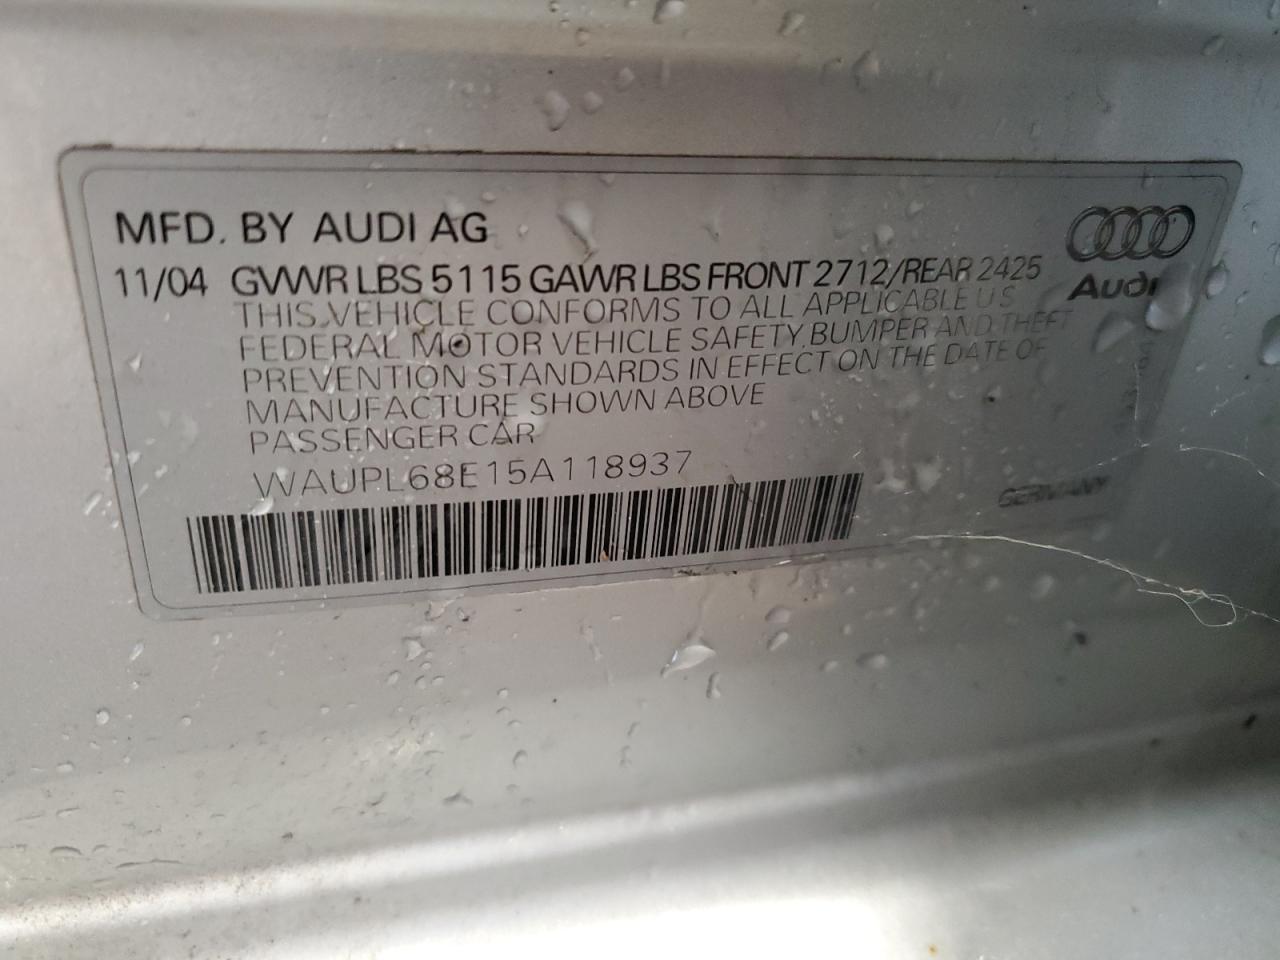 MFD. BY AUDI AG
11/04 GVWR LBS 5115 GAWR LBS FRONT 2712/REAR 2425
Audi
THIS VEHICLE CONFORMS TO ALL APPLICABLE U S
FEDERAL MOTOR VEHICLE SAFETY, BUMPER AND THEFT
PREVENTION STANDARDS IN EFFECT ON THE DATE OF
MANUFACTURE SHOWN ABOVE
PASSENGER CAR
WAUPL68E15A118937
GERMANY